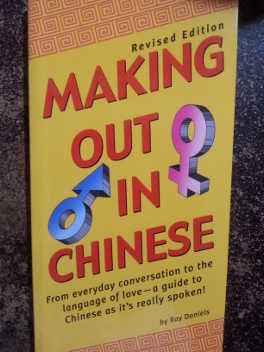 Revised Edition
MAKING
OUT
IN
CHINESE
From everyday conversation to the
language of love—a guide to
Chinese as it's really spoken!
by Ray Daniels